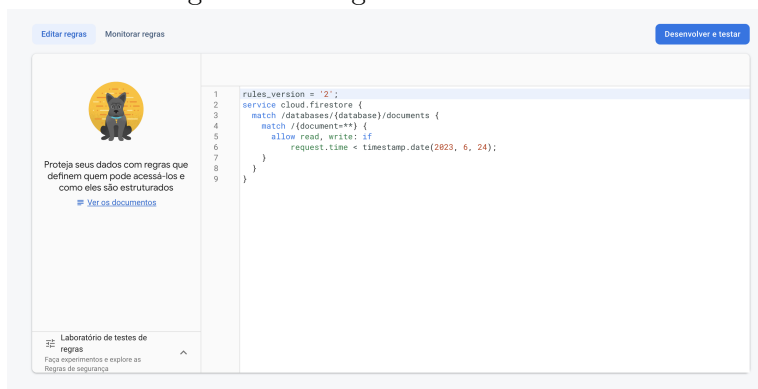 Editar regras Monitorar regras Desenvolver e testar
Proteja seus dados com regras que
definem quem pode acessá-los e
como eles são estruturados
Ver os documentos
Laboratório de testes de
regras
Faça experimentos e explore as
Regras de segurança
1 rules_version = '2';
2 service cloud.firestore {
3 match /databases/{database}/documents {
4 match /{document=**} {
5 allow read, write: if
6 request.time < timestamp.date(2023, 6, 24);
7 }
8 }
9 }